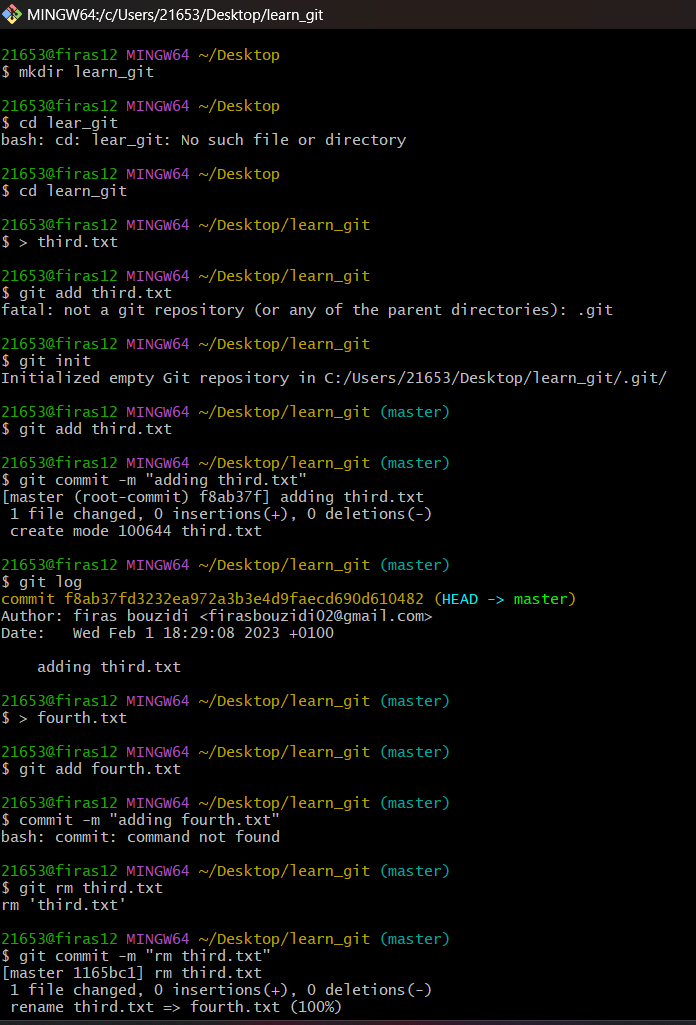 MINGW64:/c/Users/21653/Desktop/learn_git
21653@firas12 MINGW64 ~/Desktop
$ mkdir learn_git
21653@firas12 MINGW64 ~/Desktop
$ cd lear_git
bash: cd: lear_git: No such file or directory
21653@firas12 MINGW64 ~/Desktop
$ cd learn_git
21653@firas12 MINGW64 ~/Desktop/learn_git
$ > third.txt
21653@firas12 MINGW64 ~/Desktop/learn_git
$ git add third.txt
fatal: not a git repository (or any of the parent directories): .git
21653@firas12 MINGW64 ~/Desktop/learn_git
$ git init
Initialized empty Git repository in C:/Users/21653/Desktop/learn_git/.git/
21653@firas12 MINGW64 ~/Desktop/learn_git (master)
$ git add third.txt
21653@firas12 MINGW64 ~/Desktop/learn_git (master)
$ git commit -m "adding third.txt"
[master (root-commit) f8ab37f] adding third.txt
 1 file changed, 0 insertions(+), 0 deletions(-)
 create mode 100644 third.txt
21653@firas12 MINGW64 ~/Desktop/learn_git (master)
$ git log
commit f8ab37fd3232ea972a3b3e4d9faecd690d610482 (HEAD -> master)
Author: firas bouzidi <firasbouzidi02@gmail.com>
Date:   Wed Feb 1 18:29:08 2023 +0100
    adding third.txt
21653@firas12 MINGW64 ~/Desktop/learn_git (master)
$ > fourth.txt
21653@firas12 MINGW64 ~/Desktop/learn_git (master)
$ git add fourth.txt
21653@firas12 MINGW64 ~/Desktop/learn_git (master)
$ commit -m "adding fourth.txt"
bash: commit: command not found
21653@firas12 MINGW64 ~/Desktop/learn_git (master)
$ git rm third.txt
rm 'third.txt'
21653@firas12 MINGW64 ~/Desktop/learn_git (master)
$ git commit -m "rm third.txt"
[master 1165bc1] rm third.txt
 1 file changed, 0 insertions(+), 0 deletions(-)
 rename third.txt => fourth.txt (100%)